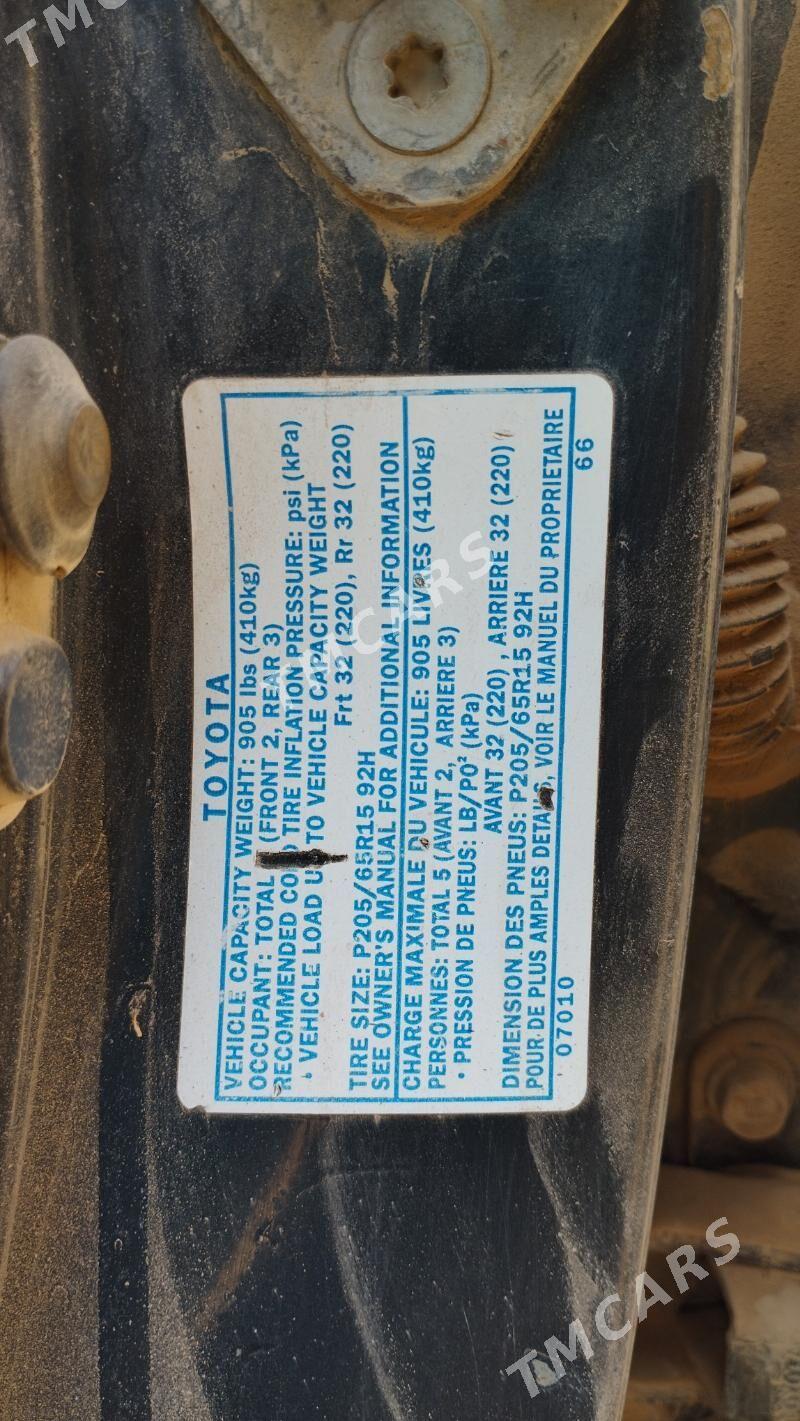 TOYOTA
VEHICLE CAPACITY WEIGHT: 905 lbs (410kg)
OCCUPANT: TOTAL (FRONT 2, REAR 3)
RECOMMENDED COLD TIRE INFLATION PRESSURE: psi (kPa)
· VEHICLE LOAD UP TO VEHICLE CAPACITY WEIGHT
Frt 32 (220), Rr 32 (220)
TIRE SIZE: P205/65R15 92H
SEE OWNER'S MANUAL FOR ADDITIONAL INFORMATION
CHARGE MAXIMALE DU VEHICULE: 905 LIVRES (410kg)
PERSONNES: TOTAL 5 (AVANT 2, ARRIERE 3)
· PRESSION DE PNEUS: LB/PO² (kPa)
AVANT 32 (220), ARRIERE 32 (220)
DIMENSION DES PNEUS: P205/65R15 92H
POUR DE PLUS AMPLES DETAILS, VOIR LE MANUEL DU PROPRIETAIRE
07010 66
TMCARS
TMCARS